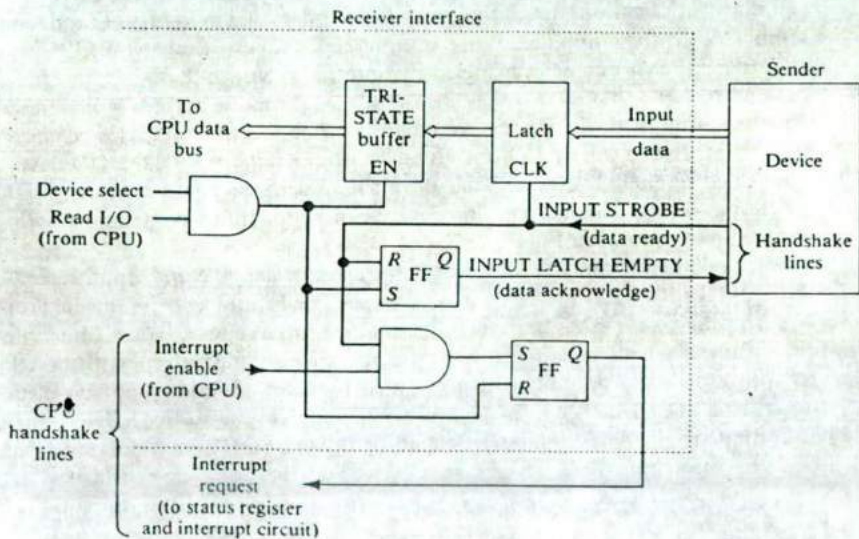 Receiver interface
Sender
To
CPU data
bus
TRI-
STATE
buffer
EN
Latch
CLK
Input
data
Device
Device select
Read I/O
(from CPU)
INPUT STROBE
(data ready)
Handshake
lines
R Q
FF
S
INPUT LATCH EMPTY
(data acknowledge)
Interrupt
enable
(from CPU)
S Q
FF
R
CPU
handshake
lines
Interrupt
request
(to status register
and interrupt circuit)